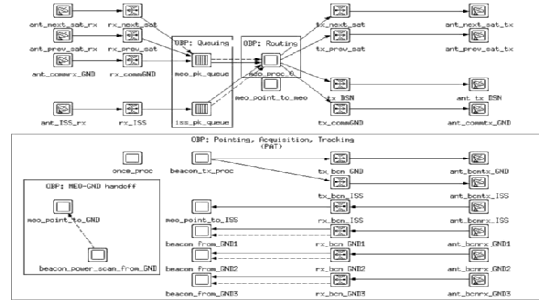 ant_next_sat_rx rx_next_sat OBP: Queuing tx_next_sat ant_next_sat_tx
OBP: Routing
ant_prev_sat_rx rx_prev_sat tx_prev_sat ant_prev_sat_tx
ant_commrx_GND rx_commGND meo_pk_queue meo_proc_0
meo_point_to_meo tx_DSN ant_tx_DSN
ant_ISS_rx rx_ISS iss_pk_queue tx_commGND ant_commtx_GND
OBP: Pointing, Acquisition, Tracking
(PAT)
once_proc beacon_tx_proc tx_bcn_GND ant_bcntx_GND
OBP: MEO-GND handoff
tx_bcn_ISS ant_bcntx_ISS
meo_point_to_GND meo_point_to_ISS rx_bcn_ISS ant_bcnrx_ISS
beacon_from_GND1 rx_bcn_GND1 ant_bcnrx_GND1
beacon_power_scan_from_GND beacon_from_GND2 rx_bcn_GND2 ant_bcnrx_GND2
beacon_from_GND3 rx_bcn_GND3 ant_bcnrx_GND3